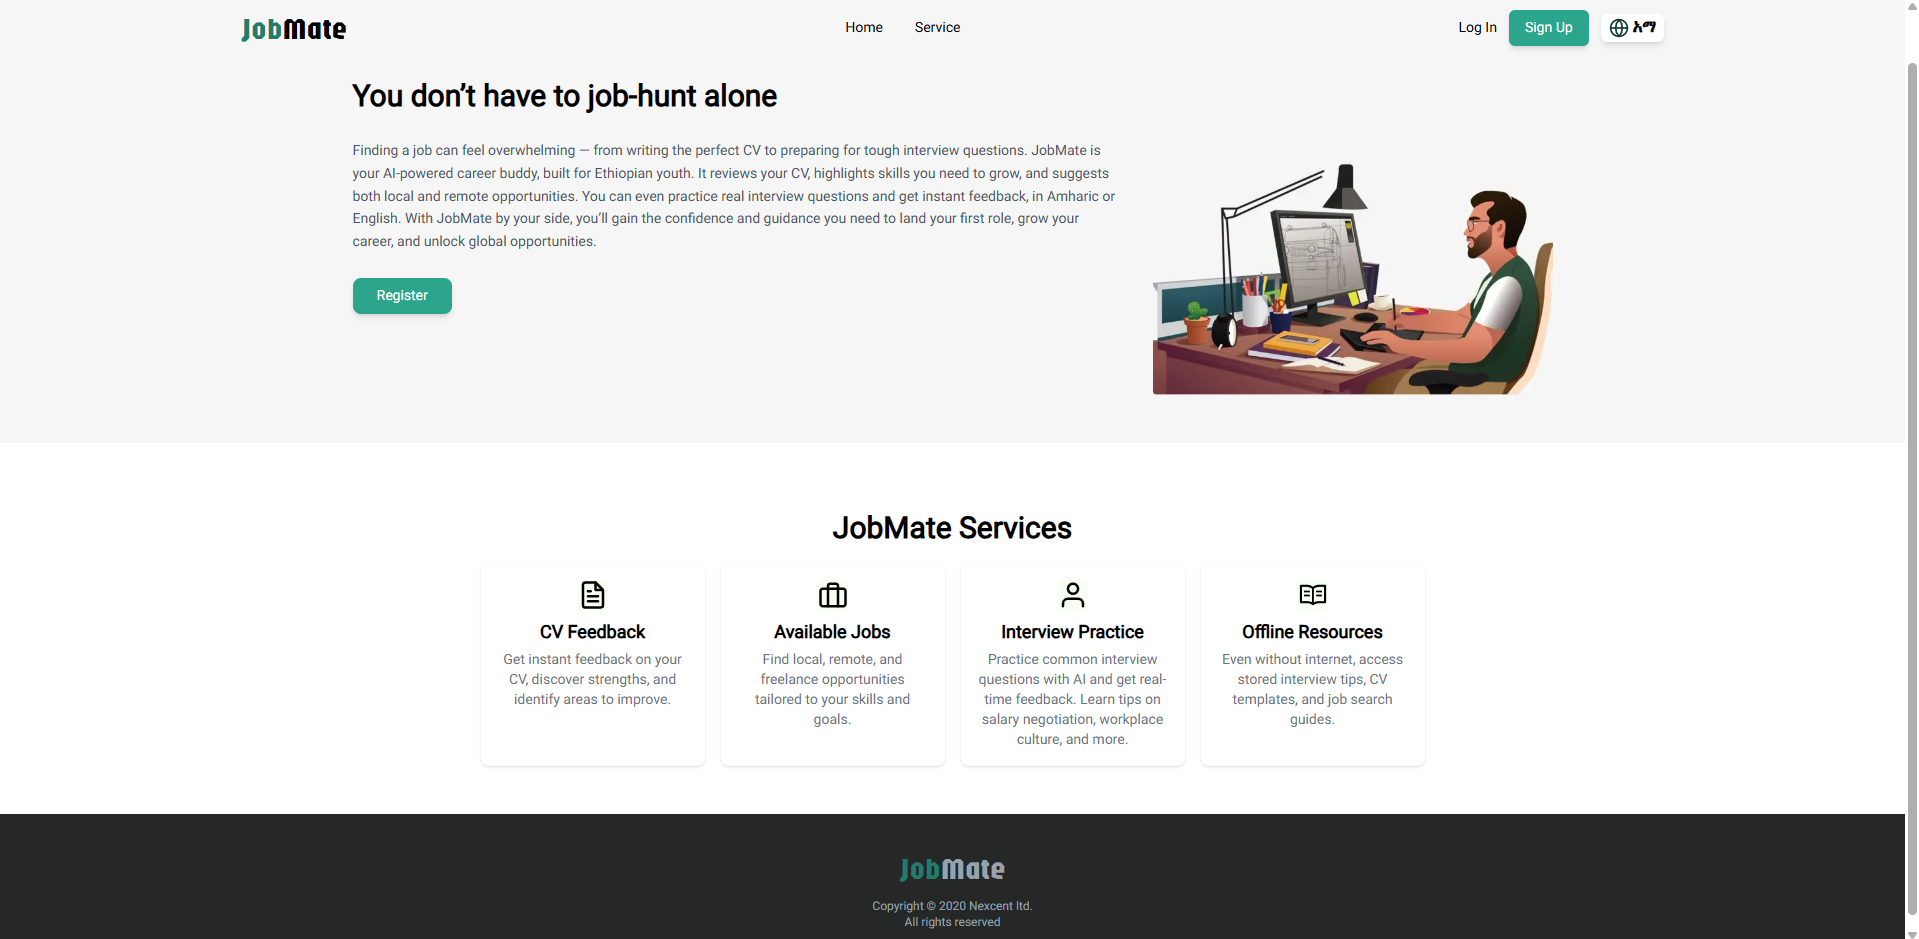 JobMate
Home
Service
Log In
Sign Up
አማ
You don’t have to job-hunt alone
Finding a job can feel overwhelming — from writing the perfect CV to preparing for tough interview questions. JobMate is
your AI-powered career buddy, built for Ethiopian youth. It reviews your CV, highlights skills you need to grow, and suggests
both local and remote opportunities. You can even practice real interview questions and get instant feedback, in Amharic or
English. With JobMate by your side, you’ll gain the confidence and guidance you need to land your first role, grow your
career, and unlock global opportunities.
Register
JobMate Services
CV Feedback
Get instant feedback on your
CV, discover strengths, and
identify areas to improve.
Available Jobs
Find local, remote, and
freelance opportunities
tailored to your skills and
goals.
Interview Practice
Practice common interview
questions with AI and get real-
time feedback. Learn tips on
salary negotiation, workplace
culture, and more.
Offline Resources
Even without internet, access
stored interview tips, CV
templates, and job search
guides.
JobMate
Copyright © 2020 Nexcent ltd.
All rights reserved